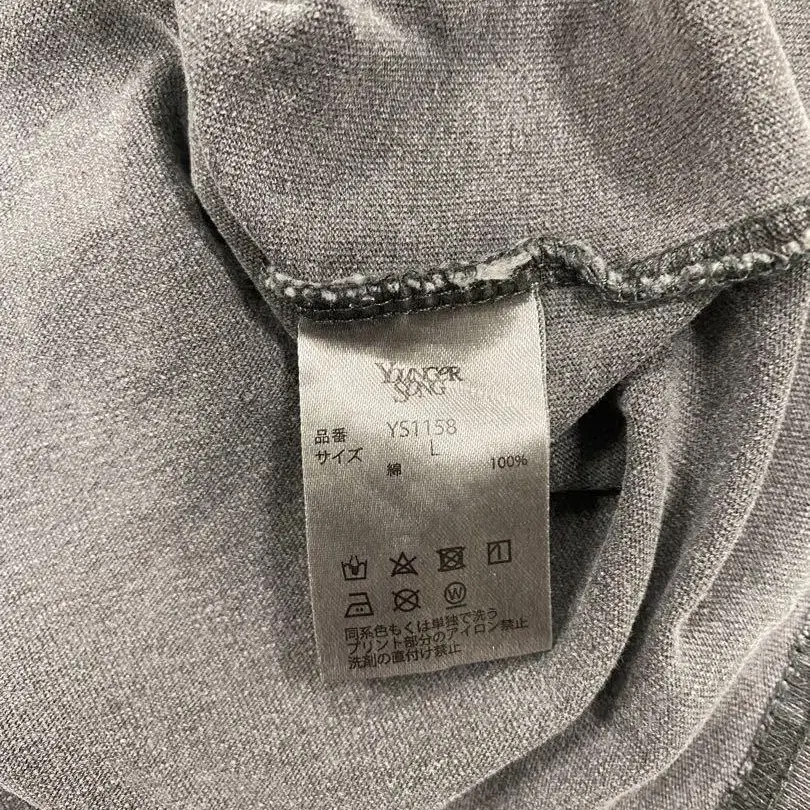 YOUNGER
SONG
品番 YS1158
サイズ L
綿 100%
W
同系色もくは単独で洗う
プリント部分のアイロン禁止
洗剤の直付け禁止